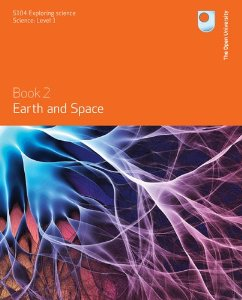 S104 Exploring science
Science: Level 1
The Open University
Book 2
Earth and Space